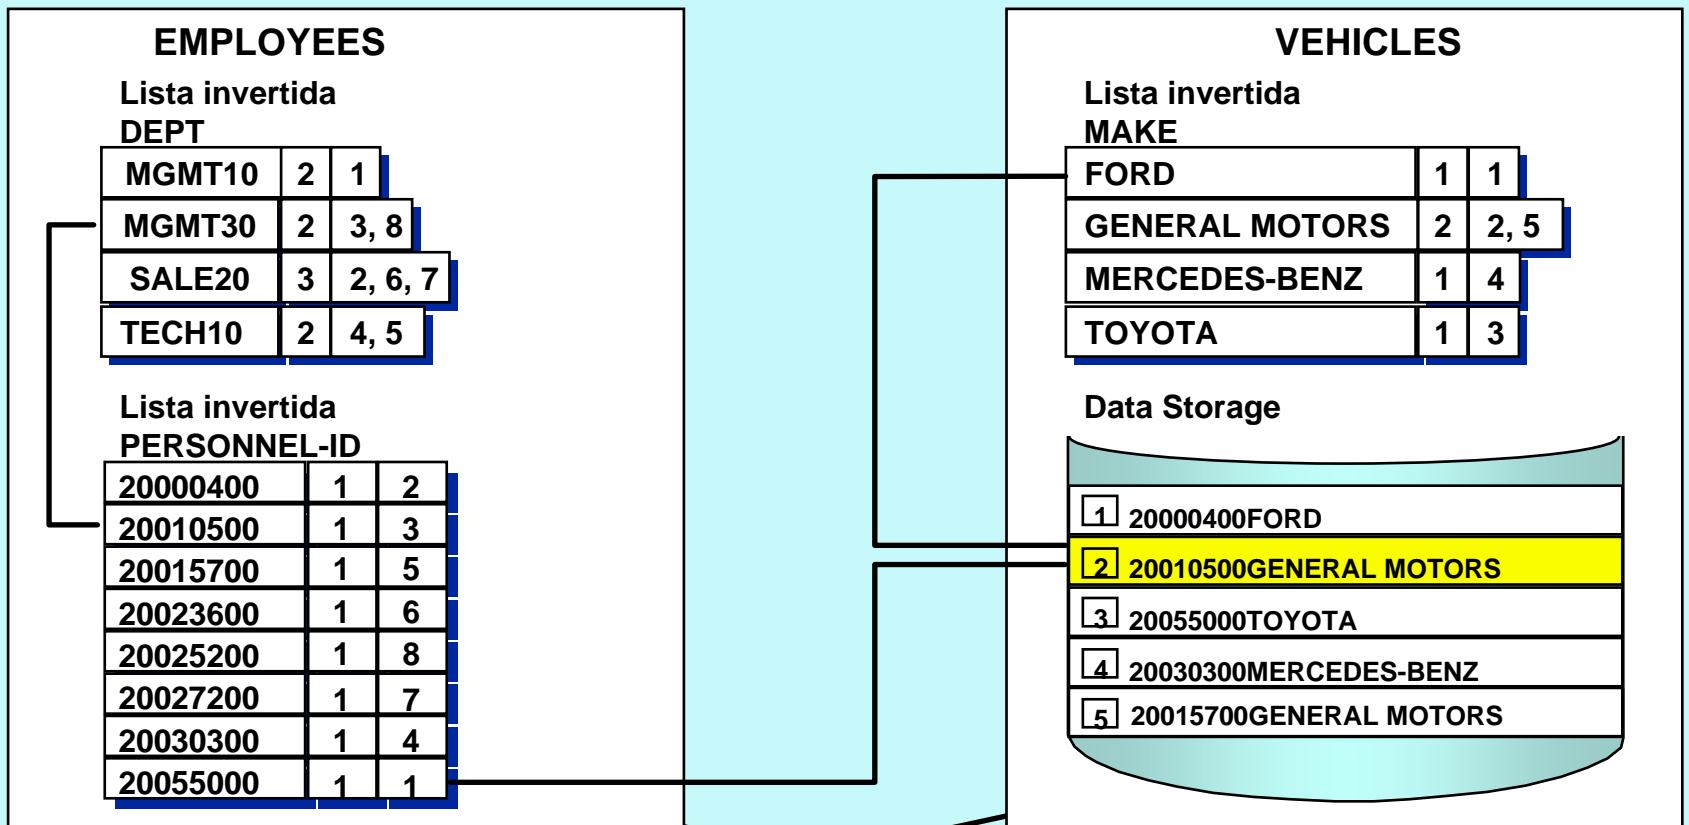 EMPLOYEES
Lista invertida
DEPT
MGMT10 2 1
MGMT30 2 3, 8
SALE20 3 2, 6, 7
TECH10 2 4, 5
Lista invertida
PERSONNEL-ID
20000400 1 2
20010500 1 3
20015700 1 5
20023600 1 6
20025200 1 8
20027200 1 7
20030300 1 4
20055000 1 1
VEHICLES
Lista invertida
MAKE
FORD 1 1
GENERAL MOTORS 2 2, 5
MERCEDES-BENZ 1 4
TOYOTA 1 3
Data Storage
1 20000400FORD
2 20010500GENERAL MOTORS
3 20055000TOYOTA
4 20030300MERCEDES-BENZ
5 20015700GENERAL MOTORS